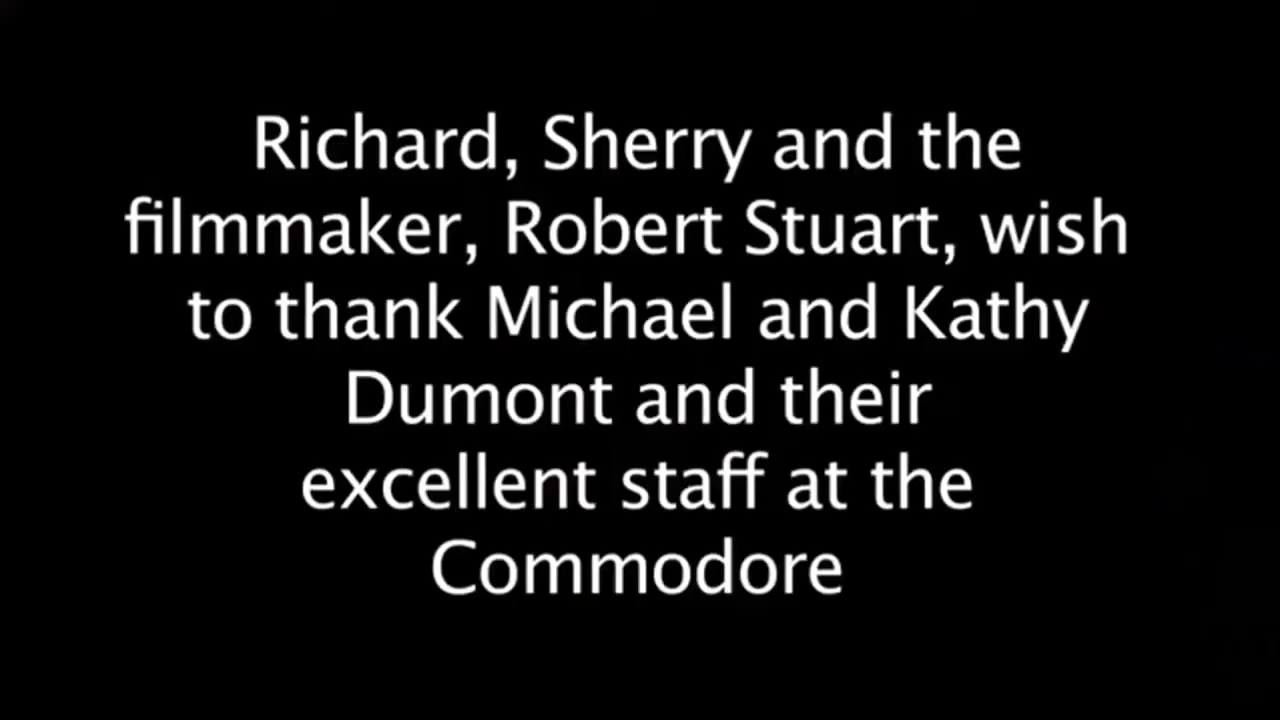 Richard, Sherry and the
filmmaker, Robert Stuart, wish
to thank Michael and Kathy
Dumont and their
excellent staff at the
Commodore